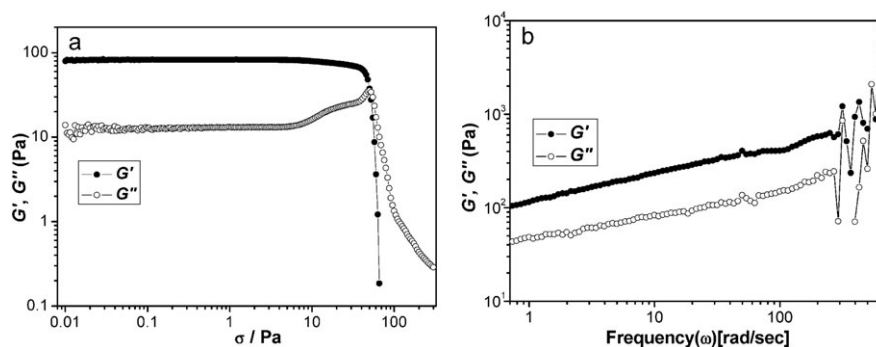 a
100
10
1
0.1
G', G'' (Pa)
G'
G''
0.01
0.1
1
10
100
σ / Pa
b
10⁴
10³
10²
10¹
G', G'' (Pa)
G'
G''
1
10
100
Frequency(ω)[rad/sec]